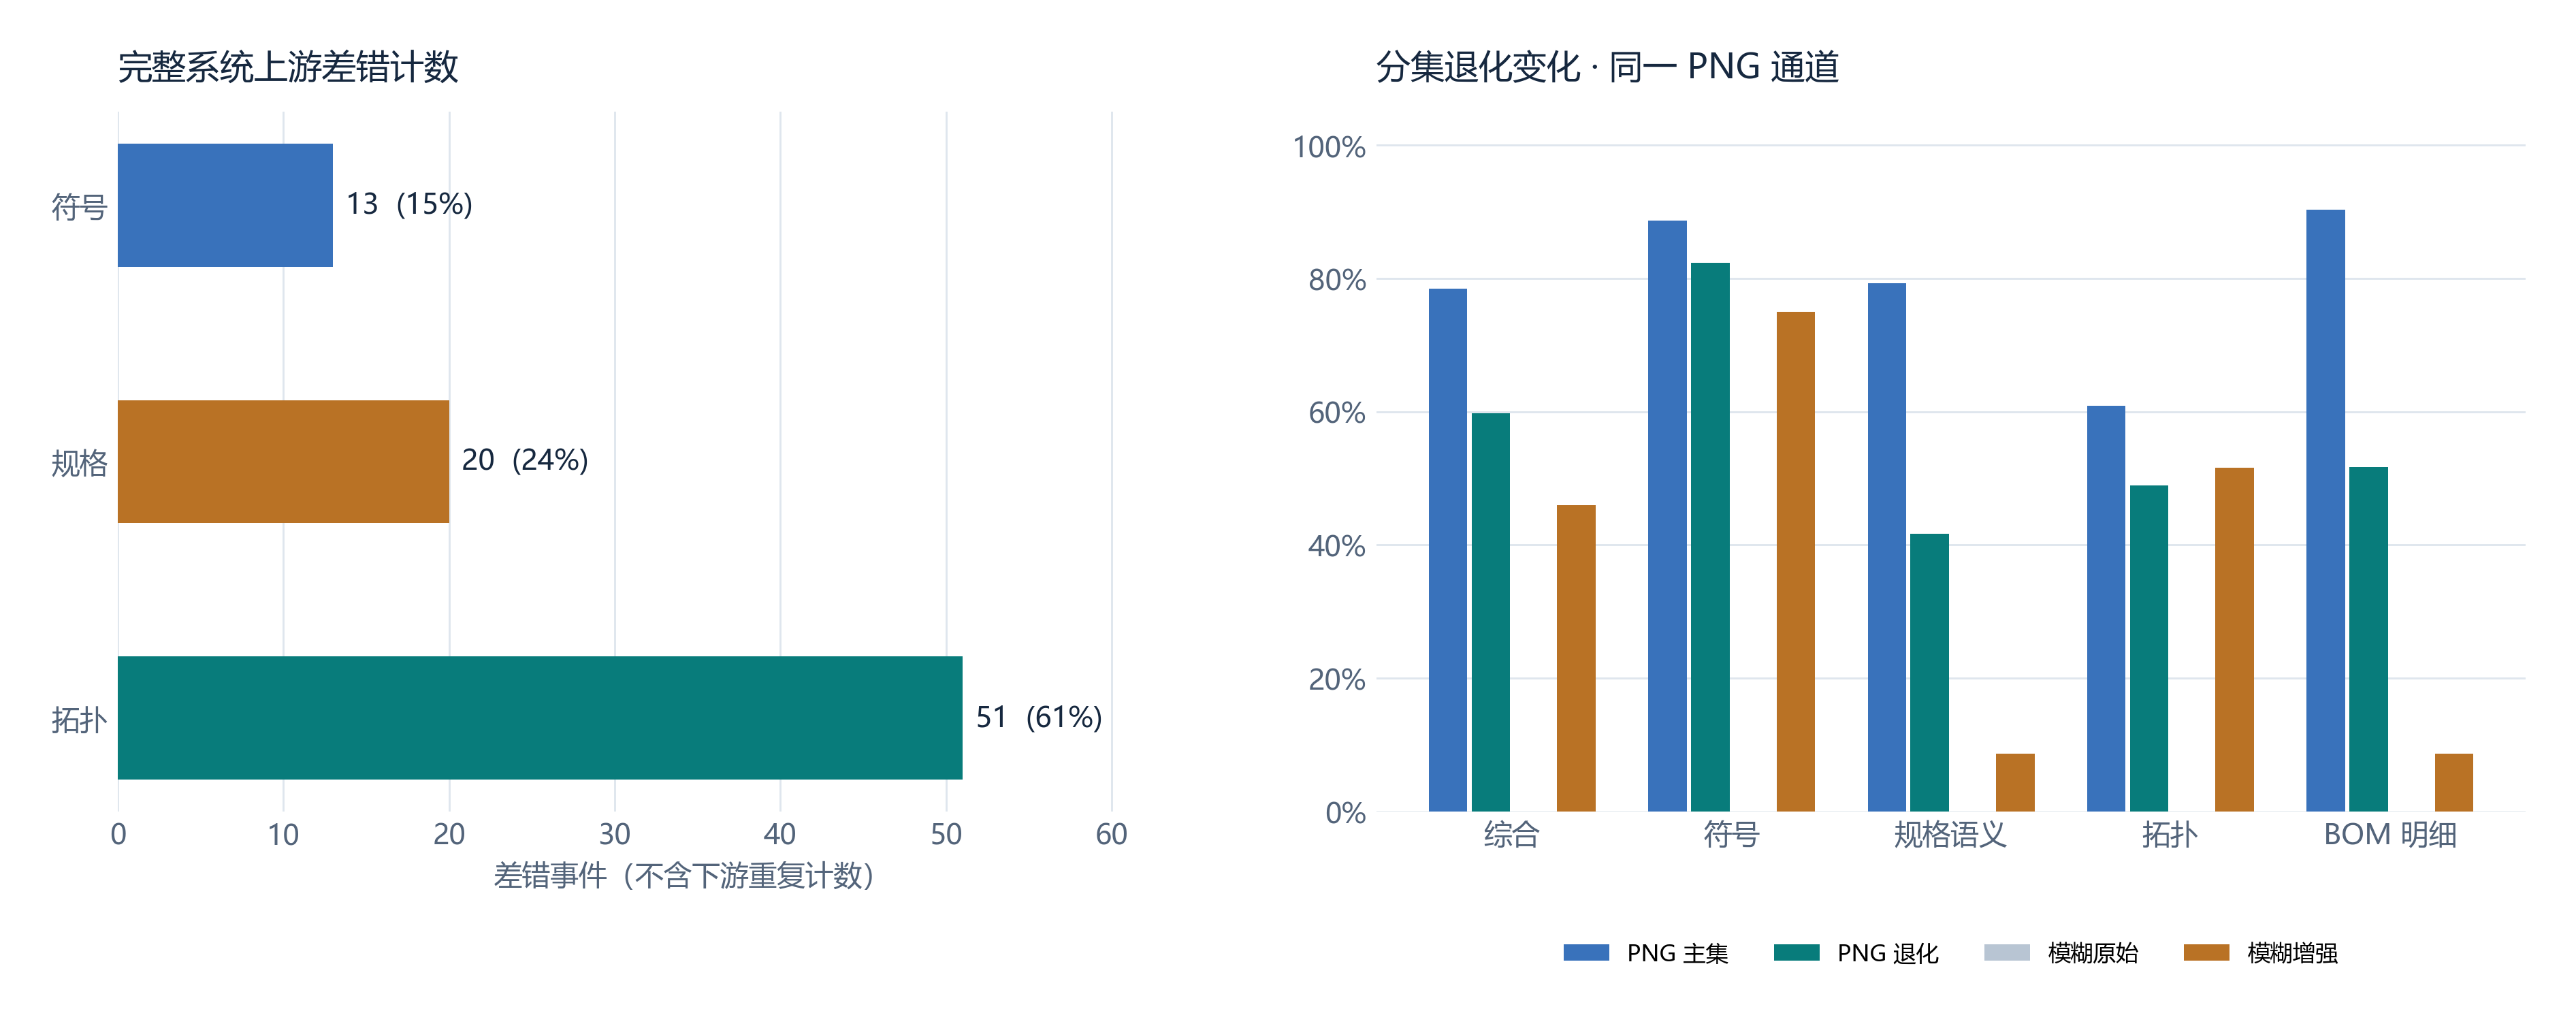 完整系统上游差错计数
符号
13 (15%)
规格
20 (24%)
拓扑
51 (61%)
0 10 20 30 40 50 60
差错事件（不含下游重复计数）
分集退化变化 · 同一 PNG 通道
100%
80%
60%
40%
20%
0%
综合 符号 规格语义 拓扑 BOM 明细
PNG 主集 PNG 退化 模糊原始 模糊增强